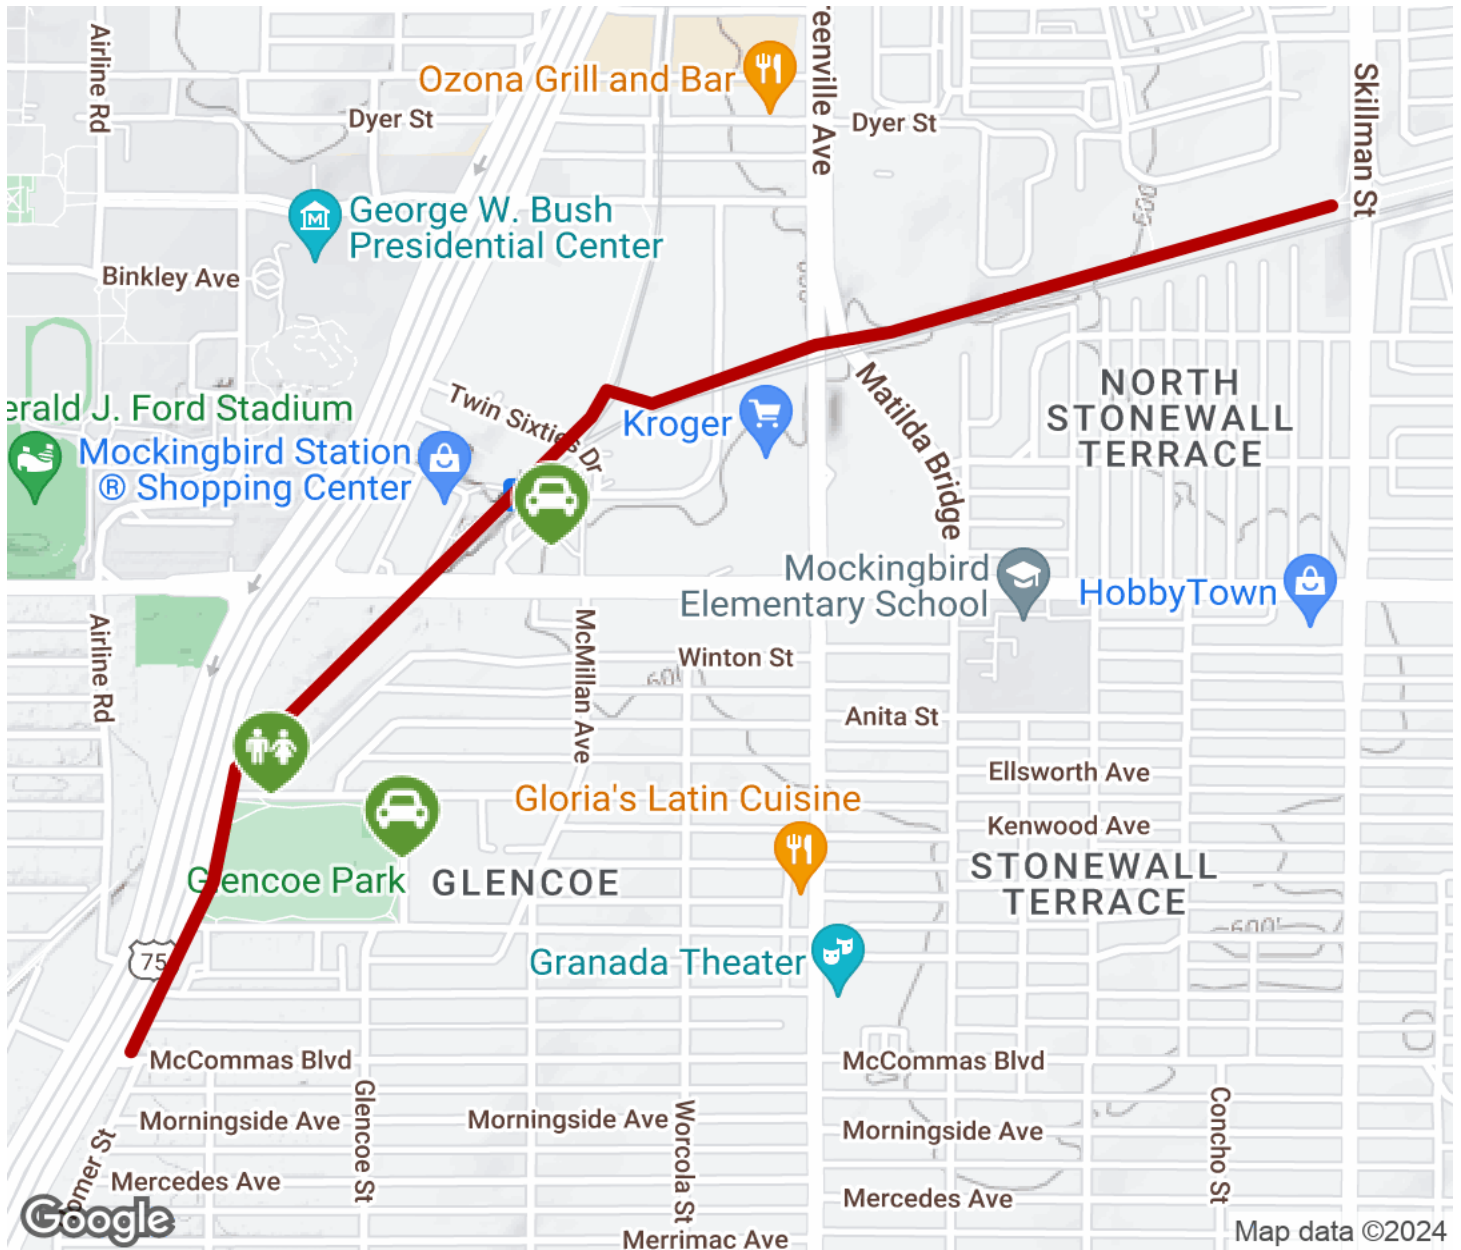 Airline Rd
Ozona Grill and Bar
Dyer St
Dyer St
eenville Ave
Skillman St
George W. Bush
Presidential Center
500
Binkley Ave
erald J. Ford Stadium
Twin Sixties Dr
Kroger
Mockingbird Station
® Shopping Center
Matilda Bridge
NORTH
STONEWALL
TERRACE
Mockingbird
Elementary School
HobbyTown
Airline Rd
McMillan Ave
Winton St
600'
Anita St
Ellsworth Ave
Gloria's Latin Cuisine
Kenwood Ave
Glencoe Park
GLENCOE
STONEWALL
TERRACE
600'
75
Granada Theater
McCommas Blvd
McCommas Blvd
Glencoe St
Morningside Ave
Morningside Ave
Worcola St
Morningside Ave
Concho St
Mercedes Ave
Mercedes Ave
Merrimac Ave
Google
Map data ©2024